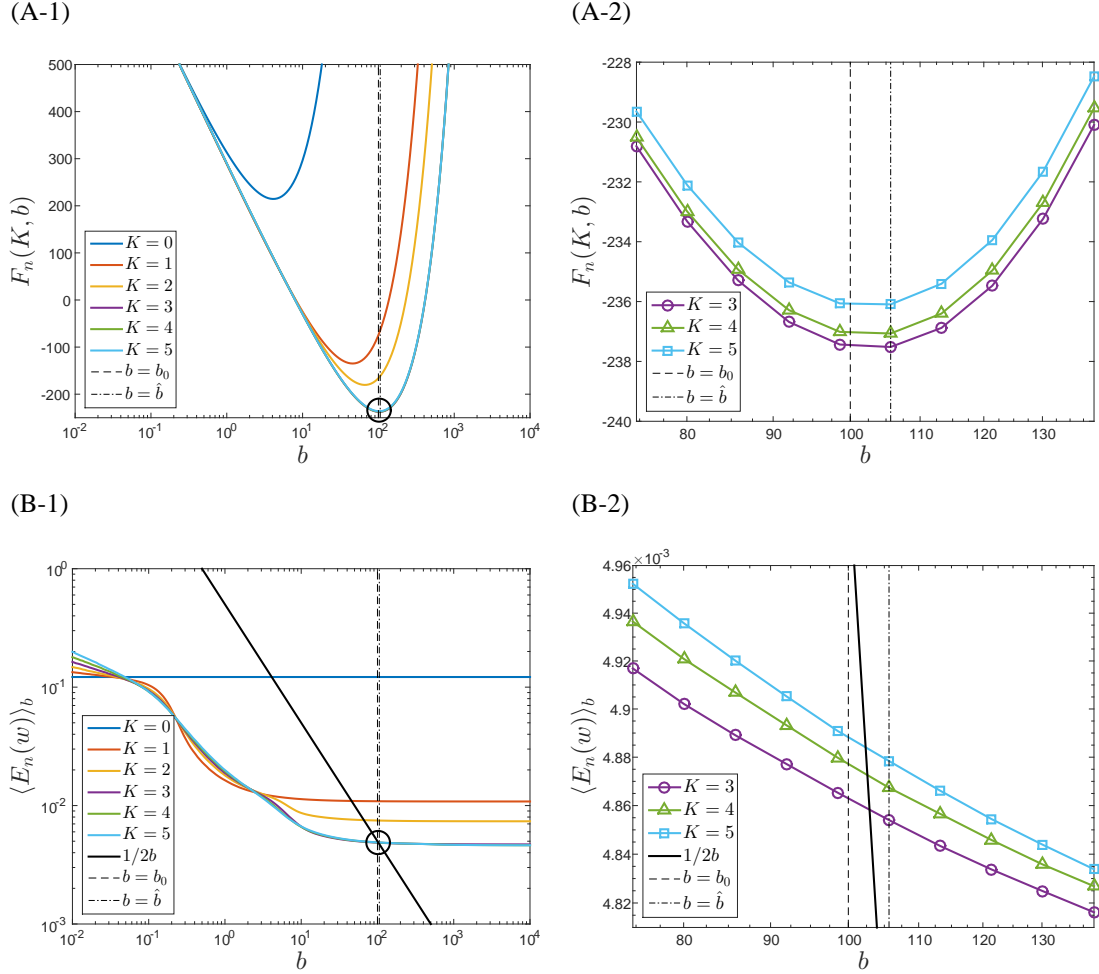 (A-1)
500
400
300
200
100
0
-100
-200
F_n(K, b)
K = 0
K = 1
K = 2
K = 3
K = 4
K = 5
b = b_0
b = b̂
10^-2
10^-1
10^0
10^1
10^2
10^3
10^4
b
(A-2)
-228
-230
-232
-234
-236
-238
-240
F_n(K, b)
K = 3
K = 4
K = 5
b = b_0
b = b̂
80
90
100
110
120
130
b
(B-1)
10^0
10^-1
10^-2
10^-3
⟨E_n(w)⟩_b
K = 0
K = 1
K = 2
K = 3
K = 4
K = 5
1/2b
b = b_0
b = b̂
10^-2
10^-1
10^0
10^1
10^2
10^3
10^4
b
(B-2)
×10^-3
4.96
4.94
4.92
4.9
4.88
4.86
4.84
4.82
⟨E_n(w)⟩_b
K = 3
K = 4
K = 5
1/2b
b = b_0
b = b̂
80
90
100
110
120
130
b